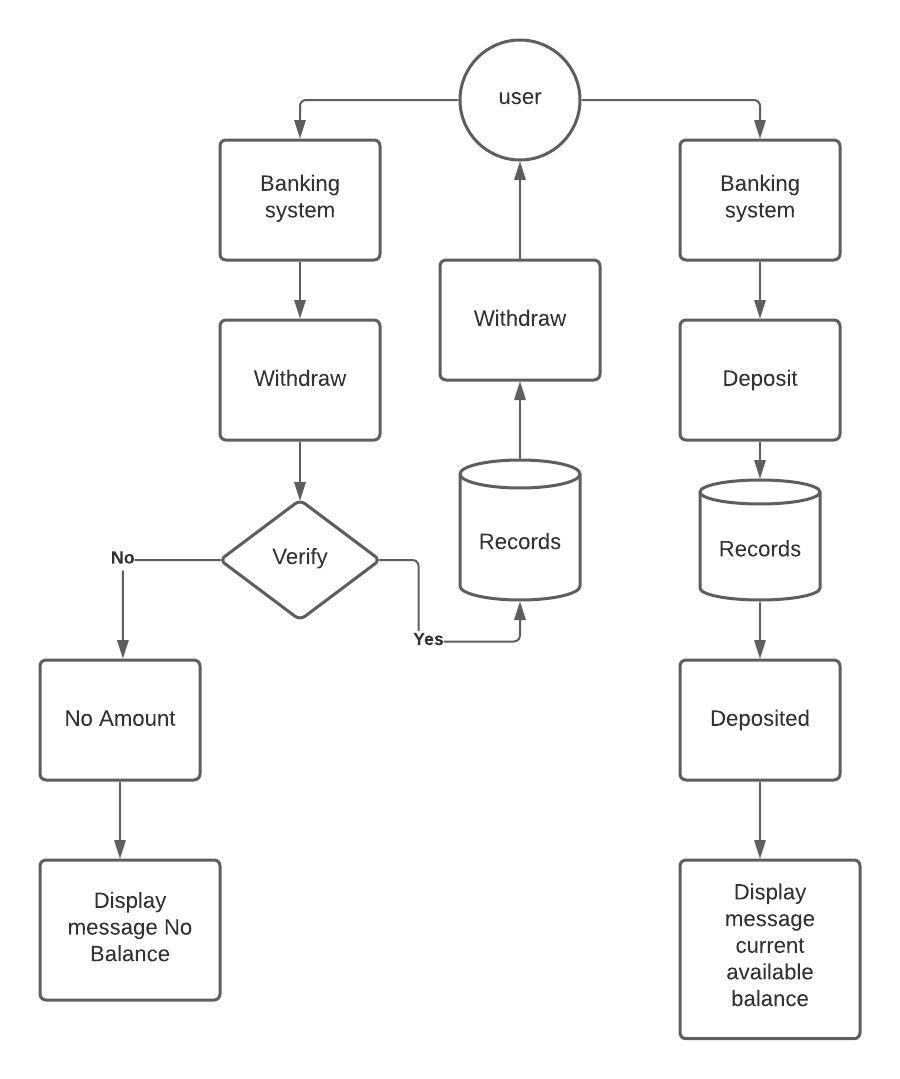 user
Banking
system
Banking
system
Withdraw
Withdraw
Deposit
Verify
Records
Records
No
Yes
No Amount
Deposited
Display
message No
Balance
Display
message
current
available
balance